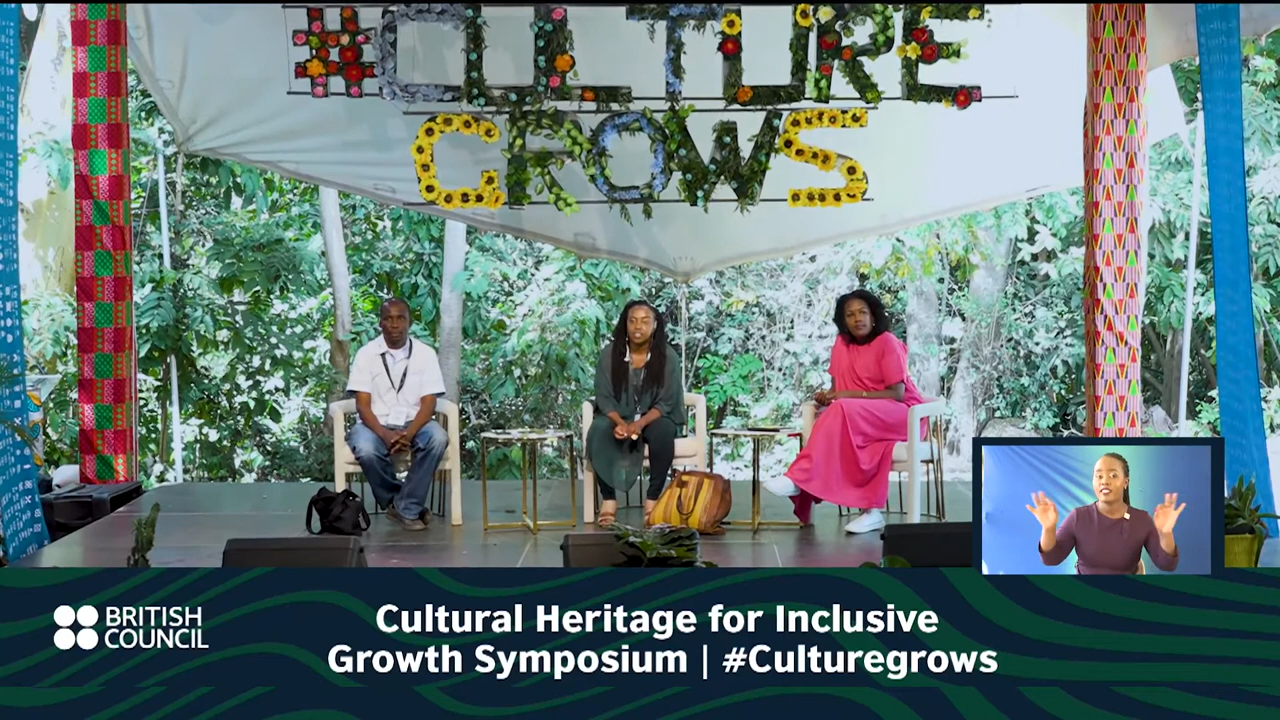 #CULTURE
GROWS
BRITISH
COUNCIL
Cultural Heritage for Inclusive
Growth Symposium | #Culturegrows